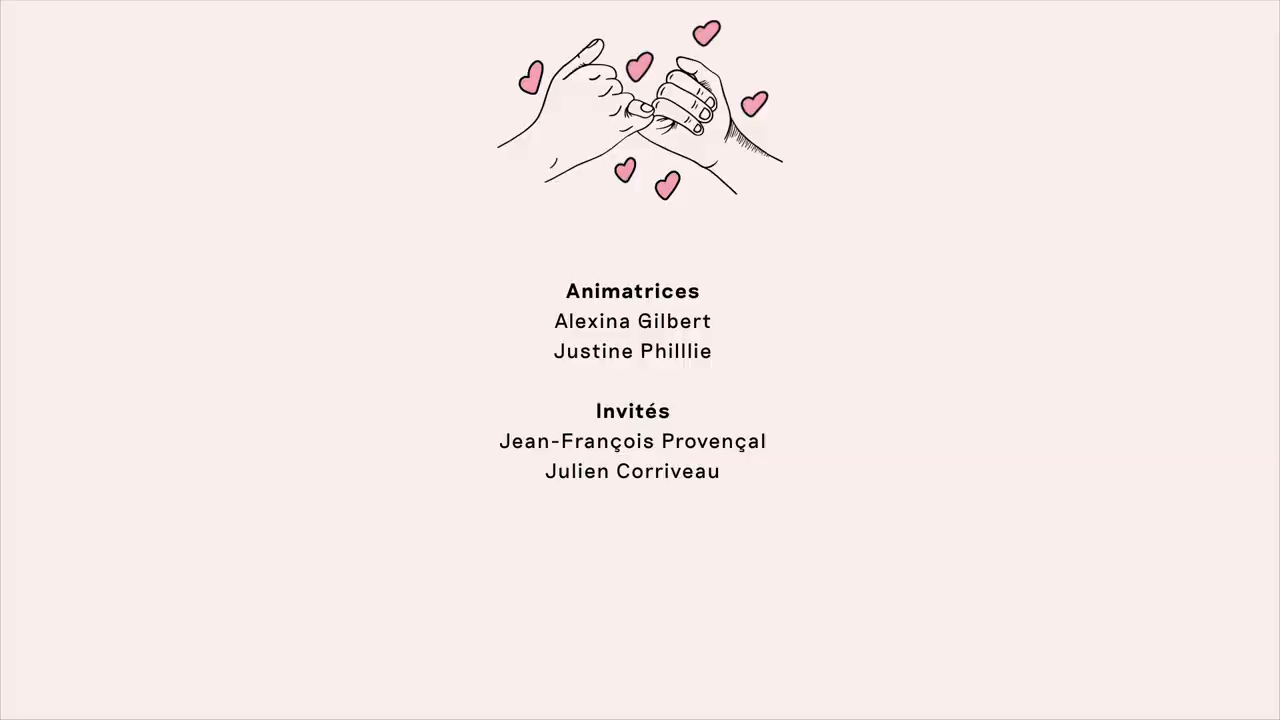 Animatrices
Alexina Gilbert
Justine Philllie
Invités
Jean-François Provençal
Julien Corriveau